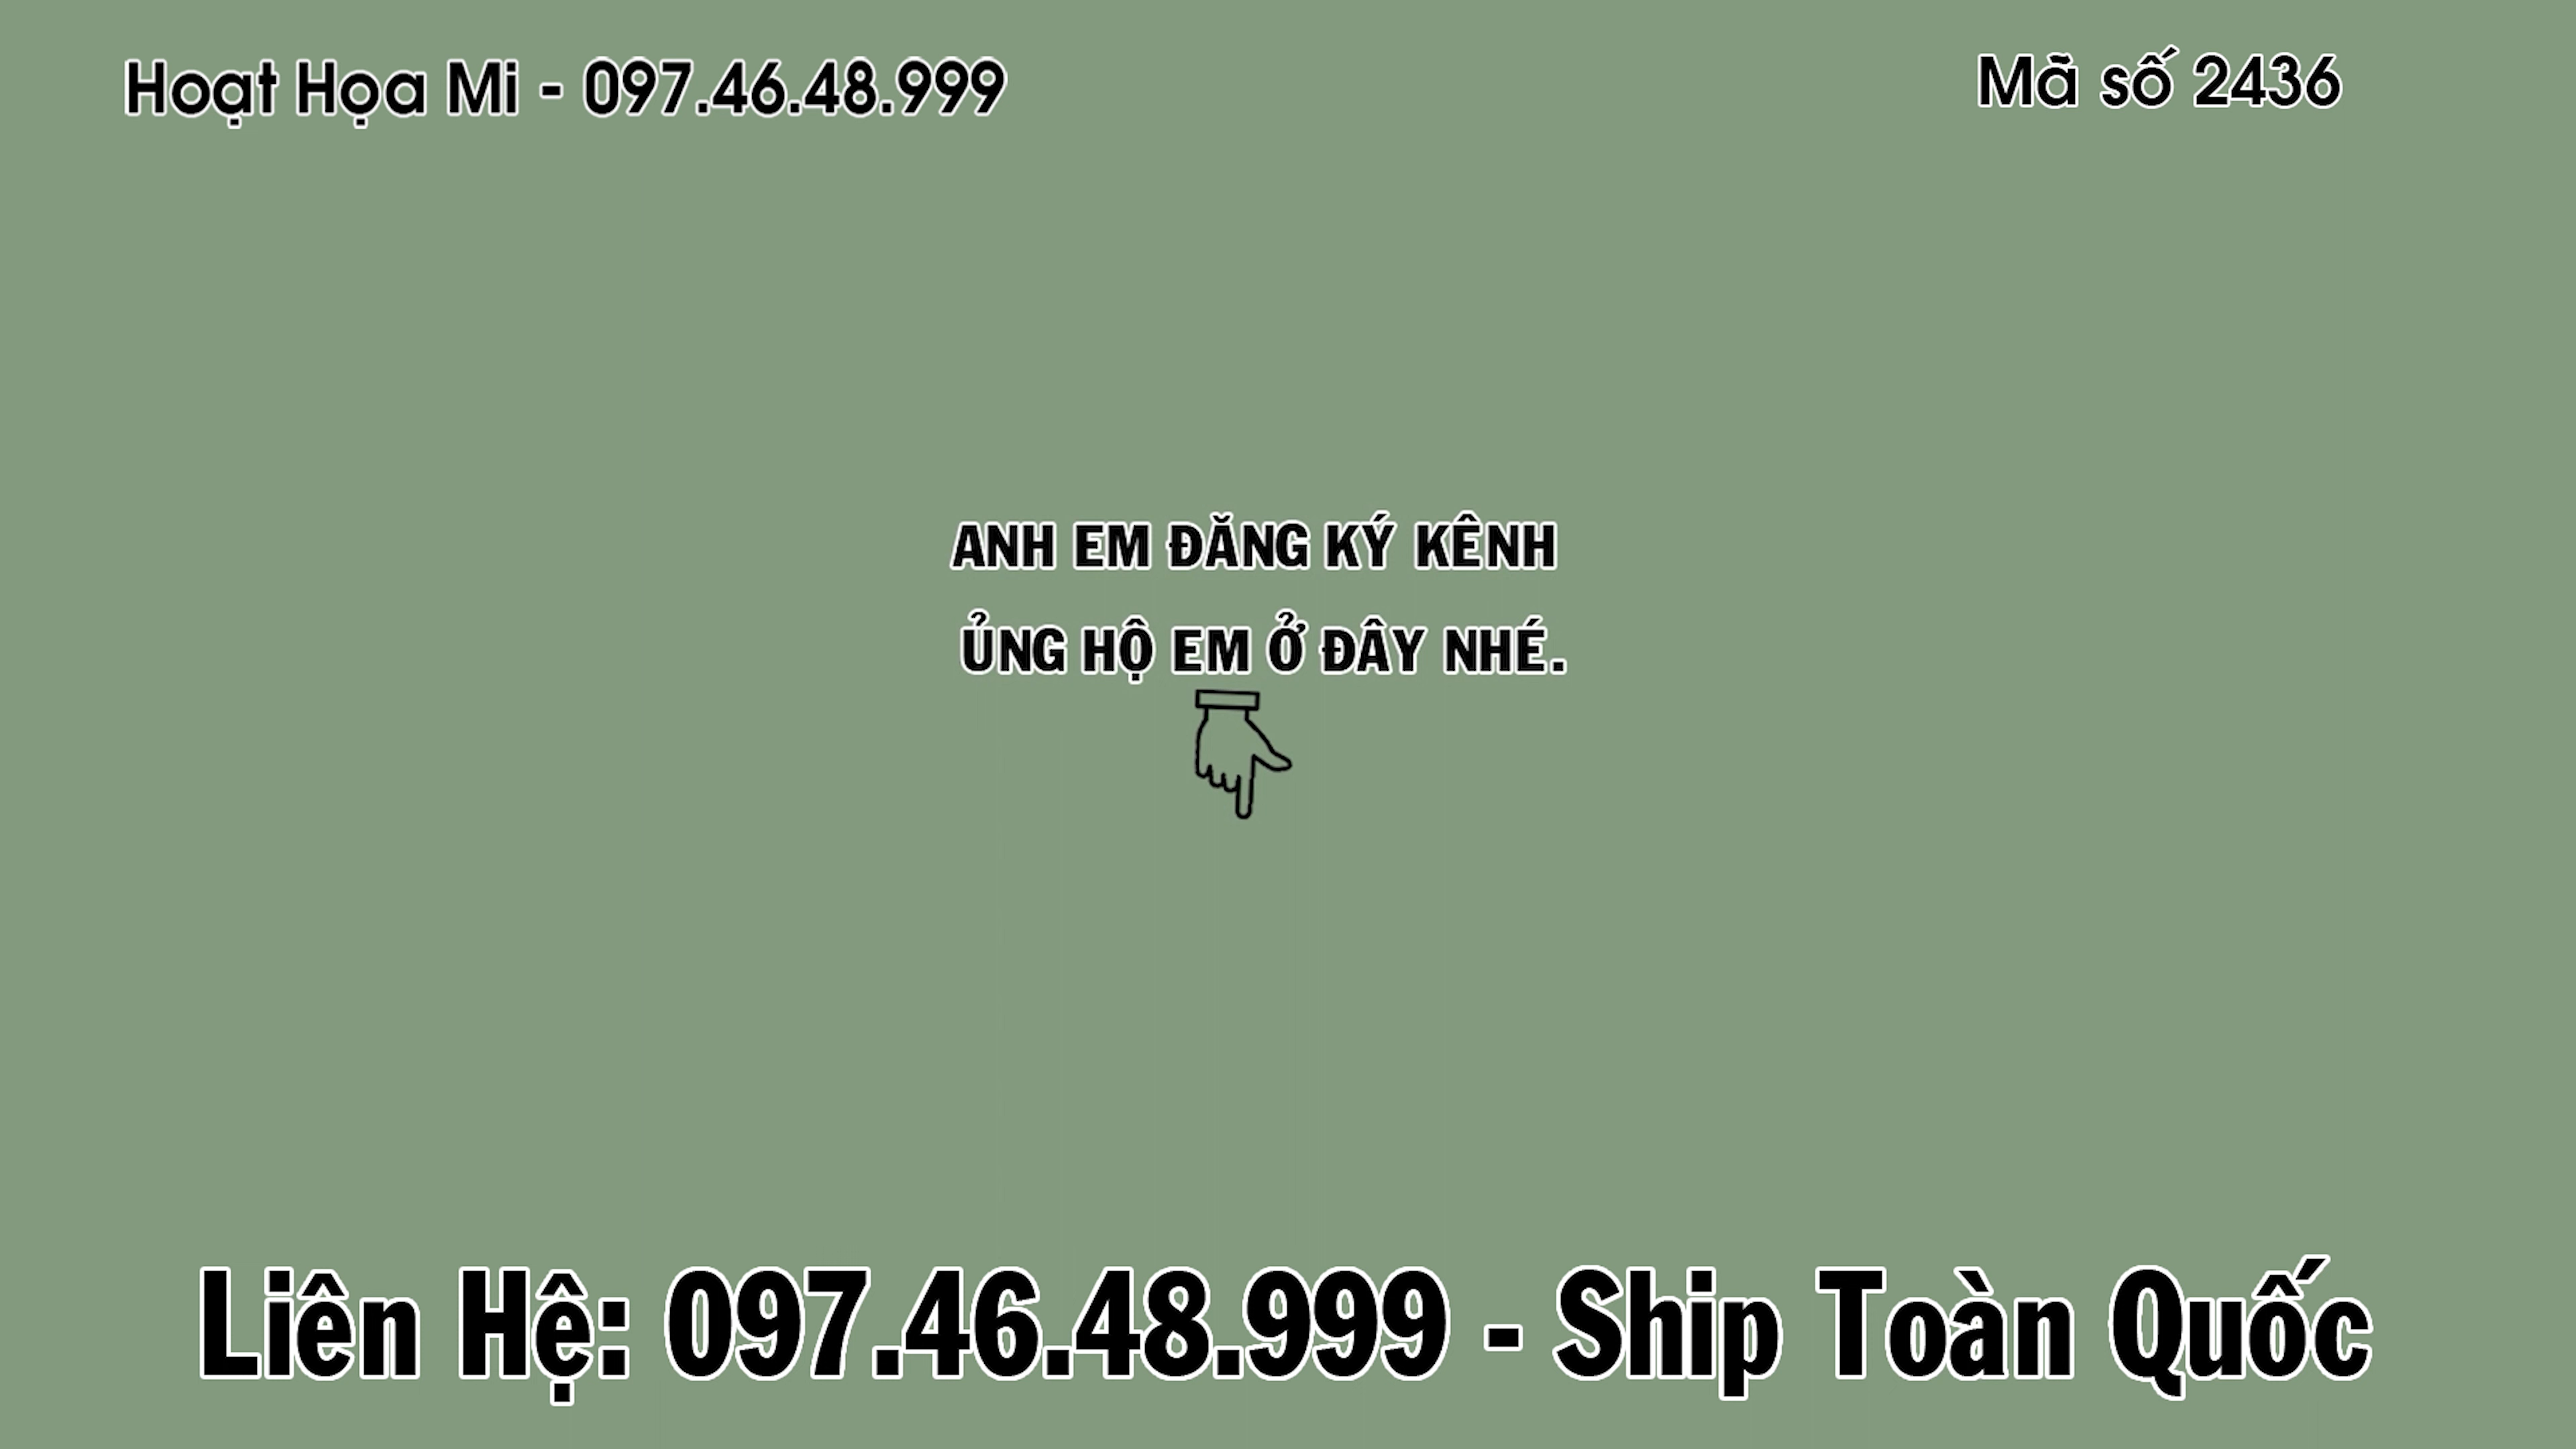 Hoạt Họa Mi - 097.46.48.999
Mã số 2436
ANH EM ĐĂNG KÝ KÊNH
ỦNG HỘ EM Ở ĐÂY NHÉ.
Liên Hệ: 097.46.48.999 - Ship Toàn Quốc